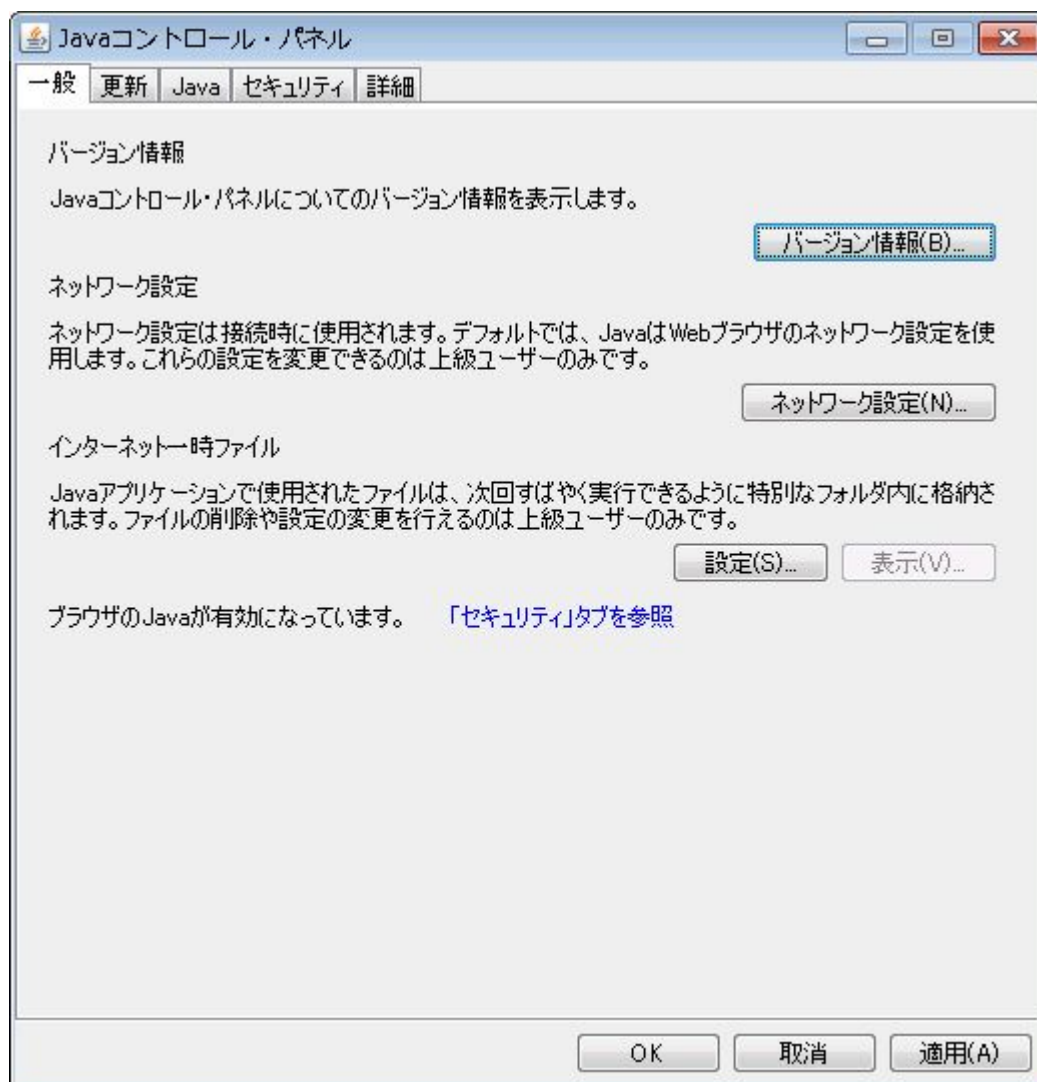 Javaコントロール・パネル
一般 更新 Java セキュリティ 詳細
バージョン情報
Javaコントロール・パネルについてのバージョン情報を表示します。
バージョン情報(B)...
ネットワーク設定
ネットワーク設定は接続時に使用されます。デフォルトでは、JavaはWebブラウザのネットワーク設定を使
用します。これらの設定を変更できるのは上級ユーザーのみです。
ネットワーク設定(N)...
インターネット一時ファイル
Javaアプリケーションで使用されたファイルは、次回すばやく実行できるように特別なフォルダ内に格納さ
れます。ファイルの削除や設定の変更を行えるのは上級ユーザーのみです。
設定(S)... 表示(V)...
ブラウザのJavaが有効になっています。 「セキュリティ」タブを参照
OK 取消 適用(A)